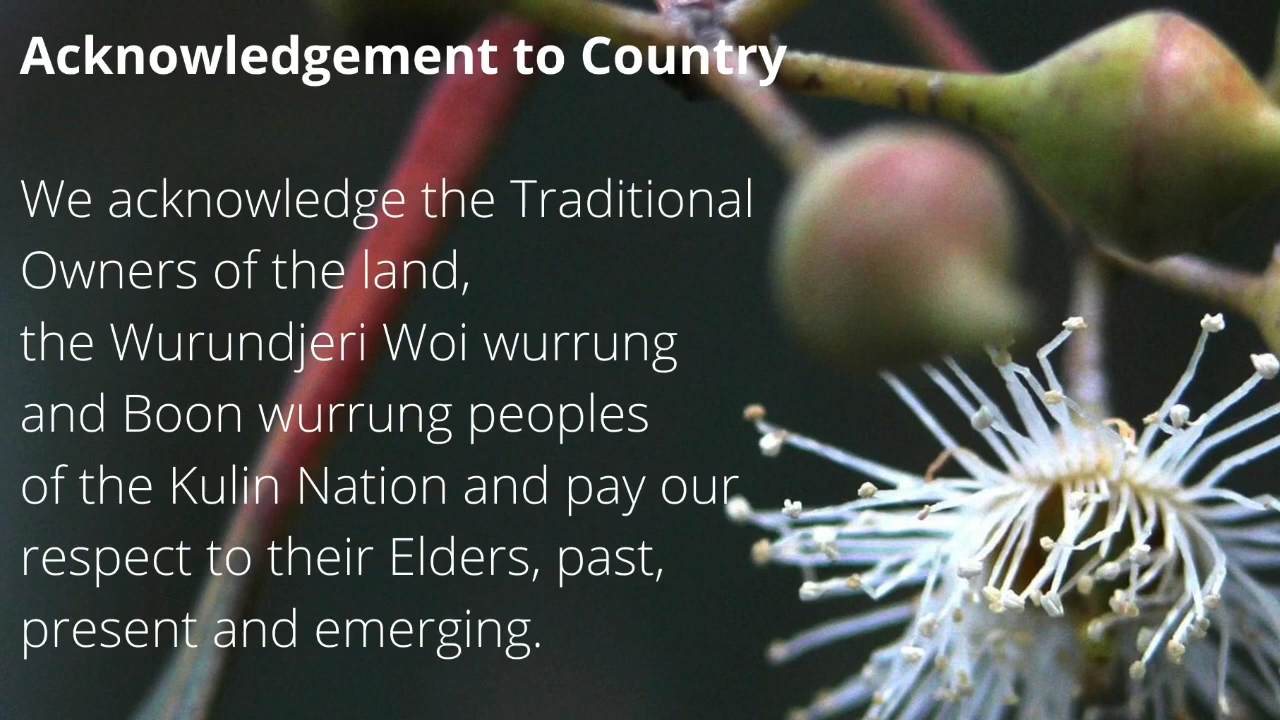 Acknowledgement to Country
We acknowledge the Traditional
Owners of the land,
the Wurundjeri Woi wurrung
and Boon wurrung peoples
of the Kulin Nation and pay our
respect to their Elders, past,
present and emerging.